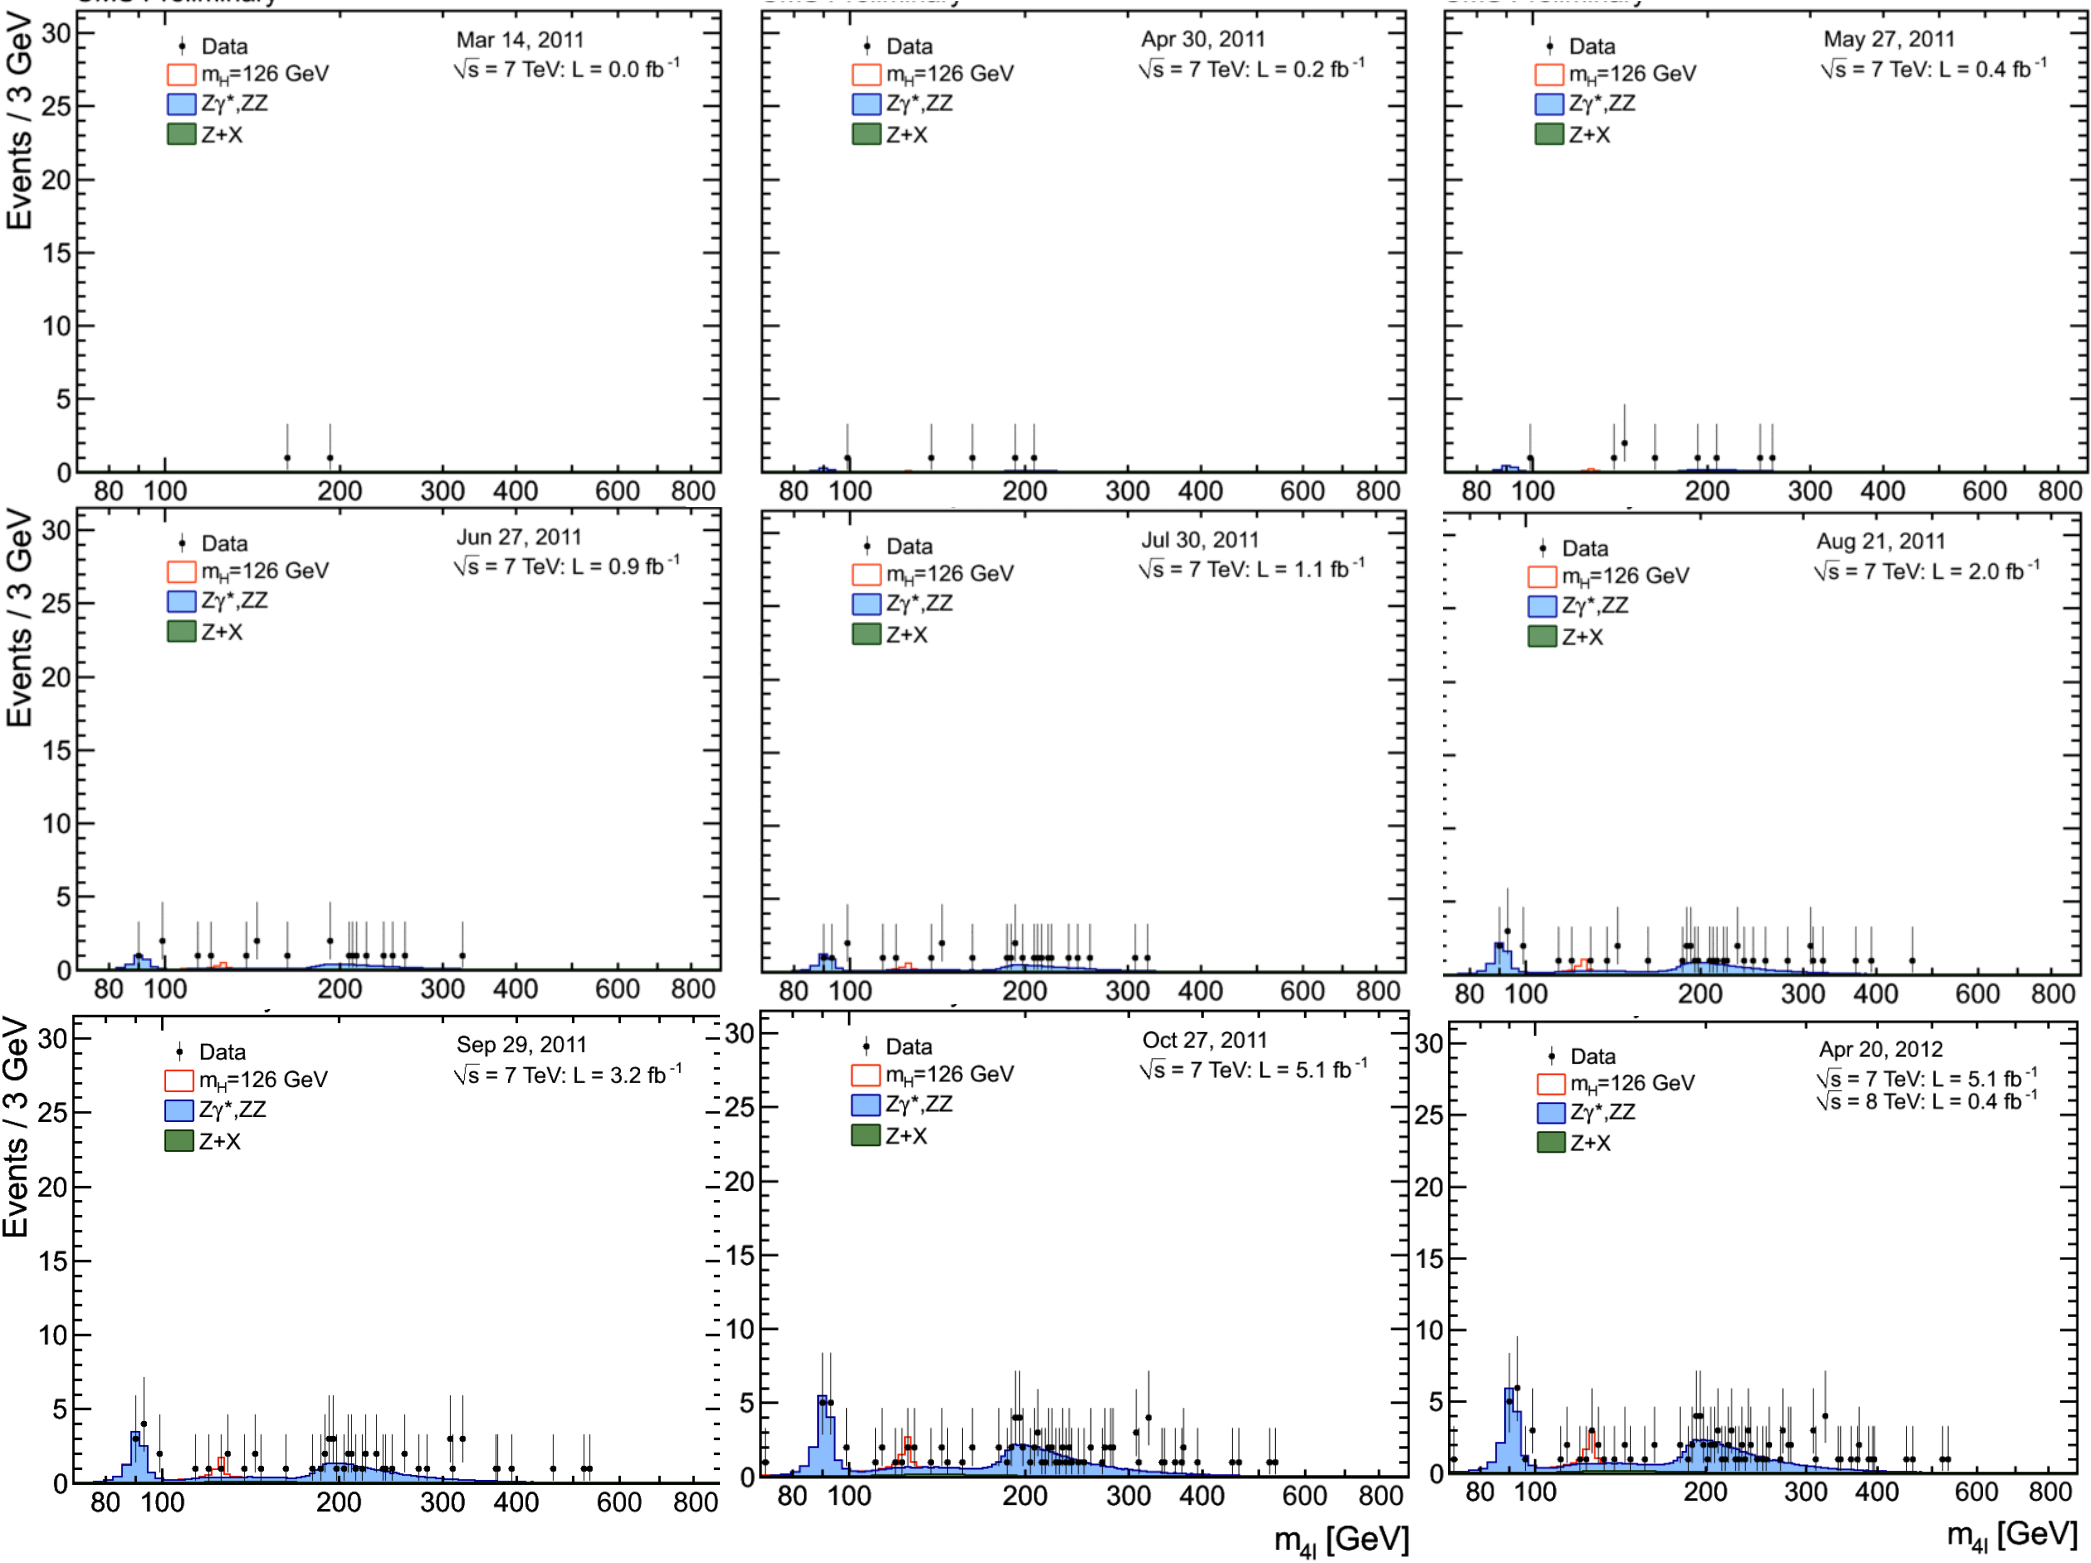 Mar 14, 2011
√s = 7 TeV: L = 0.0 fb⁻¹
Data
m_H=126 GeV
Zγ*,ZZ
Z+X
Events / 3 GeV
30
25
20
15
10
5
0
80 100 200 300 400 600 800
Apr 30, 2011
√s = 7 TeV: L = 0.2 fb⁻¹
Data
m_H=126 GeV
Zγ*,ZZ
Z+X
80 100 200 300 400 600 800
May 27, 2011
√s = 7 TeV: L = 0.4 fb⁻¹
Data
m_H=126 GeV
Zγ*,ZZ
Z+X
80 100 200 300 400 600 800
Jun 27, 2011
√s = 7 TeV: L = 0.9 fb⁻¹
Data
m_H=126 GeV
Zγ*,ZZ
Z+X
Events / 3 GeV
30
25
20
15
10
5
0
80 100 200 300 400 600 800
Jul 30, 2011
√s = 7 TeV: L = 1.1 fb⁻¹
Data
m_H=126 GeV
Zγ*,ZZ
Z+X
80 100 200 300 400 600 800
Aug 21, 2011
√s = 7 TeV: L = 2.0 fb⁻¹
Data
m_H=126 GeV
Zγ*,ZZ
Z+X
80 100 200 300 400 600 800
Sep 29, 2011
√s = 7 TeV: L = 3.2 fb⁻¹
Data
m_H=126 GeV
Zγ*,ZZ
Z+X
Events / 3 GeV
30
25
20
15
10
5
0
80 100 200 300 400 600 800
Oct 27, 2011
√s = 7 TeV: L = 5.1 fb⁻¹
Data
m_H=126 GeV
Zγ*,ZZ
Z+X
30
25
20
15
10
5
0
80 100 200 300 400 600 800
m_4l [GeV]
Apr 20, 2012
√s = 7 TeV: L = 5.1 fb⁻¹
√s = 8 TeV: L = 0.4 fb⁻¹
Data
m_H=126 GeV
Zγ*,ZZ
Z+X
30
25
20
15
10
5
0
80 100 200 300 400 600 800
m_4l [GeV]